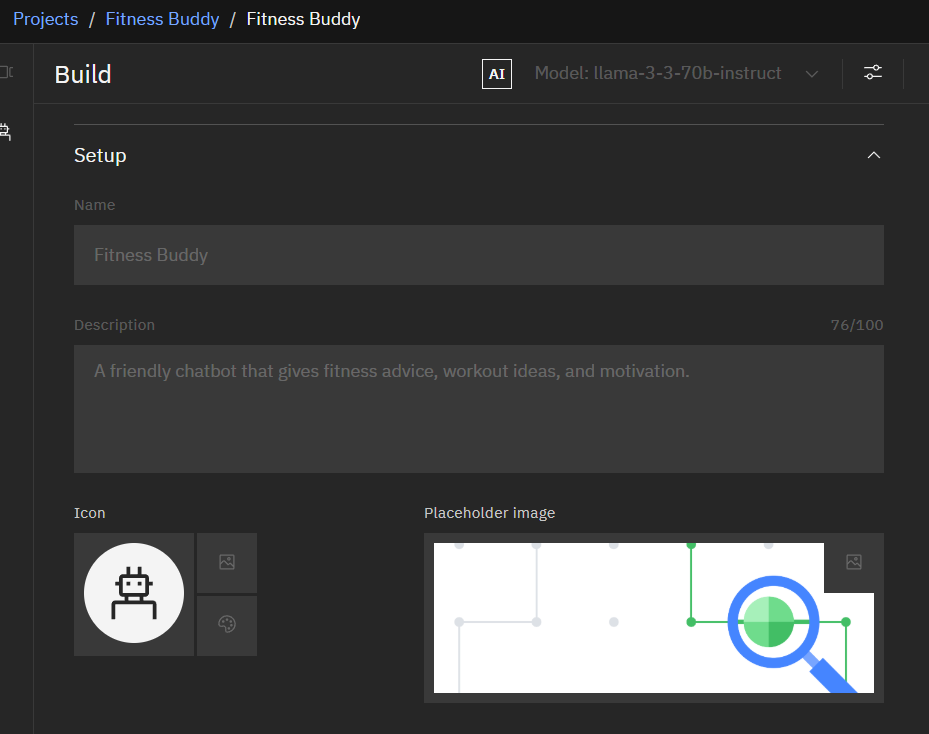 Projects / Fitness Buddy / Fitness Buddy
Build
AI
Model: llama-3-3-70b-instruct
Setup
Name
Fitness Buddy
Description
76/100
A friendly chatbot that gives fitness advice, workout ideas, and motivation.
Icon
Placeholder image